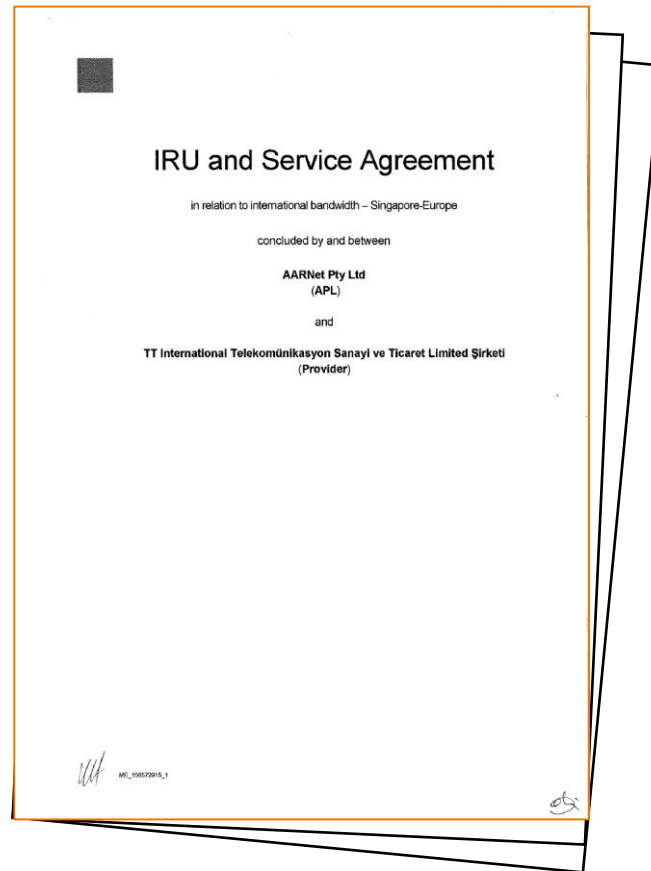 IRU and Service Agreement
in relation to international bandwidth – Singapore-Europe
concluded by and between
AARNet Pty Ltd
(APL)
and
TT International Telekomünikasyon Sanayi ve Ticaret Limited Şirketi
(Provider)
ME_156572915_1